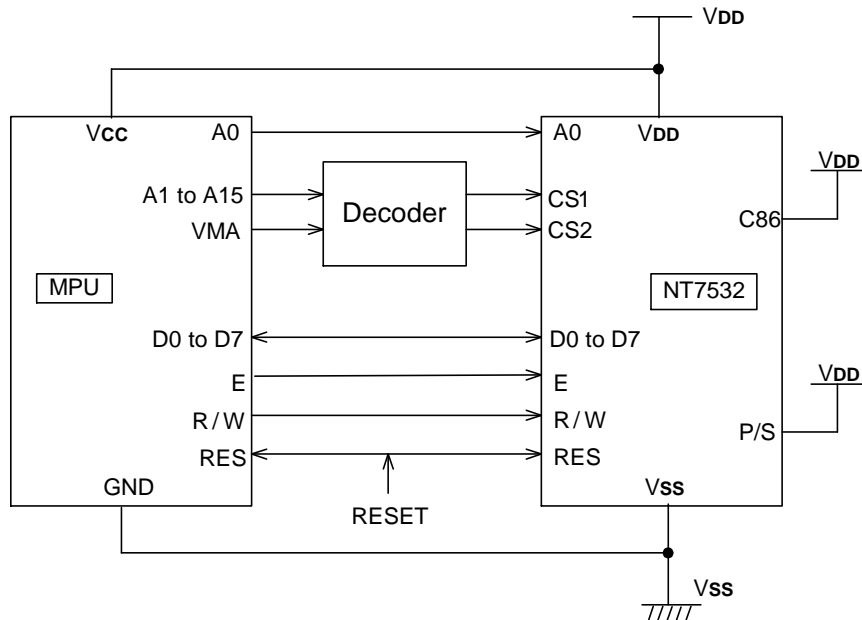 VDD
VCC
A0
A0
VDD
VDD
A1 to A15
Decoder
CS1
VMA
CS2
C86
MPU
NT7532
D0 to D7
D0 to D7
VDD
E
E
R/W
R/W
P/S
RES
RES
GND
VSS
RESET
VSS